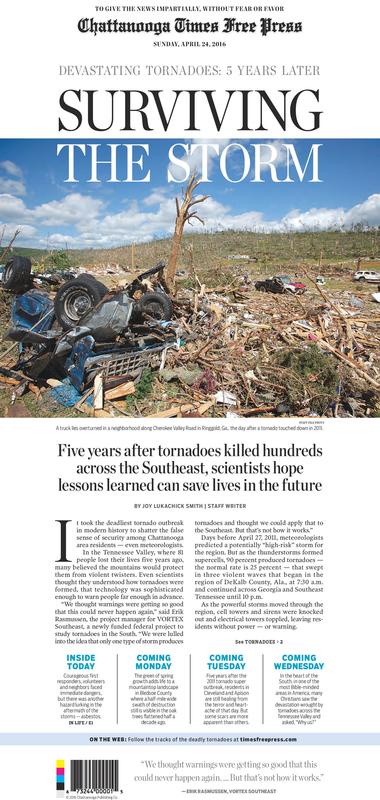 TO GIVE THE NEWS IMPARTIALLY, WITHOUT FEAR OR FAVOR
Chattanooga Times Free Press
SUNDAY, APRIL 24, 2016
DEVASTATING TORNADOES: 5 YEARS LATER
SURVIVING
THE STORM
STAFF FILE PHOTO
A truck lies overturned in a neighborhood along Cherokee Valley Road in Ringgold, Ga., the day after a tornado touched down in 2011.
Five years after tornadoes killed hundreds
across the Southeast, scientists hope
lessons learned can save lives in the future
BY JOY LUKACHICK SMITH | STAFF WRITER
It took the deadliest tornado outbreak
in modern history to shatter the false
sense of security among Chattanooga
area residents — even meteorologists.
In the Tennessee Valley, where 81
people lost their lives five years ago,
many believed the mountains would protect
them from violent twisters. Even scientists
thought they understood how tornadoes were
formed, that technology was sophisticated
enough to warn people far enough in advance.
"We thought warnings were getting so good
that this could never happen again," said Erik
Rasmussen, the project manager for VORTEX
Southeast, a newly funded federal project to
study tornadoes in the South. "We were lulled
into the idea that only one type of storm produces
tornadoes and thought we could apply that to
the Southeast. But that's not how it works."
Days before April 27, 2011, meteorologists
predicted a potentially "high-risk" storm for
the region. But as the thunderstorms fomed
supercells, 90 percent produced tornadoes —
the normal rate is 25 percent — that swept
in three violent waves that began in the
region of DeKalb County, Ala., at 7:30 a.m.
and continued across Georgia and Southeast
Tennessee until 10 p.m.
As the powerful storms moved through the
region, cell towers and sirens were knocked
out and electrical towers toppled, leaving res-
idents without power — or warning.
See TORNADOES > 2
INSIDE
TODAY
Courageous first
responders, volunteers
and neighbors faced
immediate dangers,
but there was another
hazard lurking in the
aftermath of the
storms — asbestos.
IN LIFE / E1
COMING
MONDAY
The green of spring
growth adds life to a
mountainous landscape
in Bledsoe County
where a half-mile wide
swath of destruction
still is visible in the oak
trees flattened half a
decade ago.
COMING
TUESDAY
Five years after the
2011 tornado super
outbreak, residents in
Cleveland and Apison
are still healing from
the terror and heart-
ache of that day. But
some scars are more
apparent than others.
COMING
WEDNESDAY
In the heart of the
South, in one of the
most Bible-minded
areas in America, many
Christians saw the
devastation wrought by
tornadoes across the
Tennessee Valley and
asked, "Why us?"
ON THE WEB: Follow the tracks of the deadly tornadoes at timesfreepress.com
6 73244 00001 5
© 2016 Chattanooga Publishing Co.
"We thought warnings were getting so good that this
could never happen again. ... But that's not how it works."
— ERIK RASMUSSEN, VORTEX SOUTHEAST